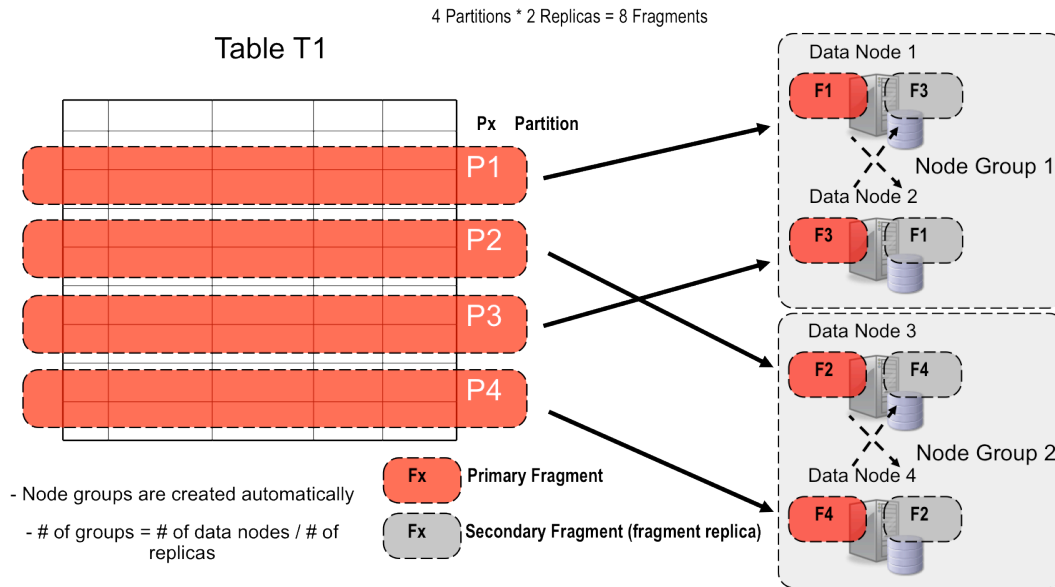 4 Partitions * 2 Replicas = 8 Fragments
Table T1
Px Partition
P1
P2
P3
P4
Data Node 1
F1
F3
Node Group 1
Data Node 2
F3
F1
Data Node 3
F2
F4
Node Group 2
Data Node 4
F4
F2
- Node groups are created automatically
- # of groups = # of data nodes / # of
replicas
Fx Primary Fragment
Fx Secondary Fragment (fragment replica)